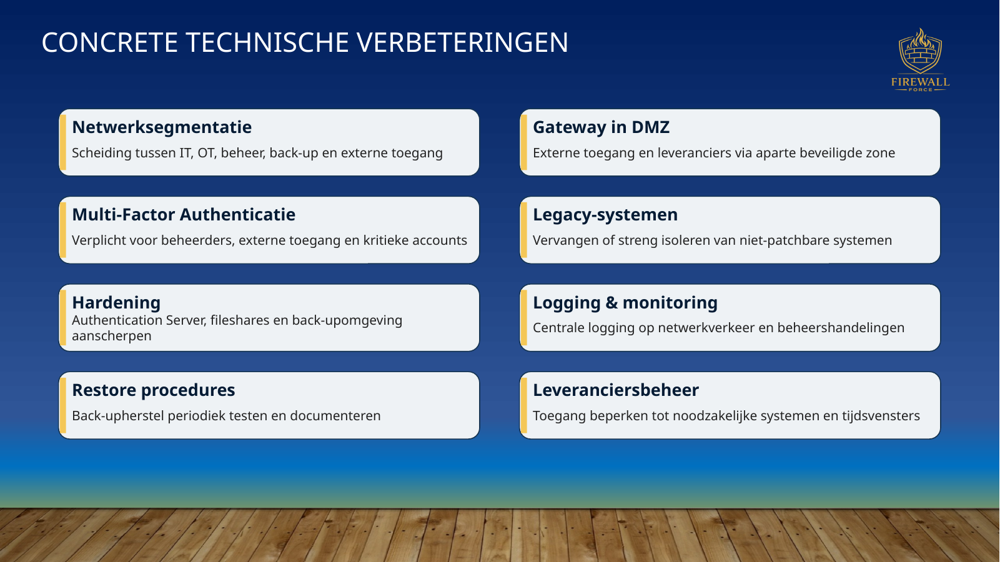 CONCRETE TECHNISCHE VERBETERINGEN
FIREWALL
FORCE
Netwerksegmentatie
Scheiding tussen IT, OT, beheer, back-up en externe toegang
Gateway in DMZ
Externe toegang en leveranciers via aparte beveiligde zone
Multi-Factor Authenticatie
Verplicht voor beheerders, externe toegang en kritieke accounts
Legacy-systemen
Vervangen of streng isoleren van niet-patchbare systemen
Hardening
Authentication Server, fileshares en back-upomgeving
aanscherpen
Logging & monitoring
Centrale logging op netwerkverkeer en beheershandelingen
Restore procedures
Back-upherstel periodiek testen en documenteren
Leveranciersbeheer
Toegang beperken tot noodzakelijke systemen en tijdsvensters